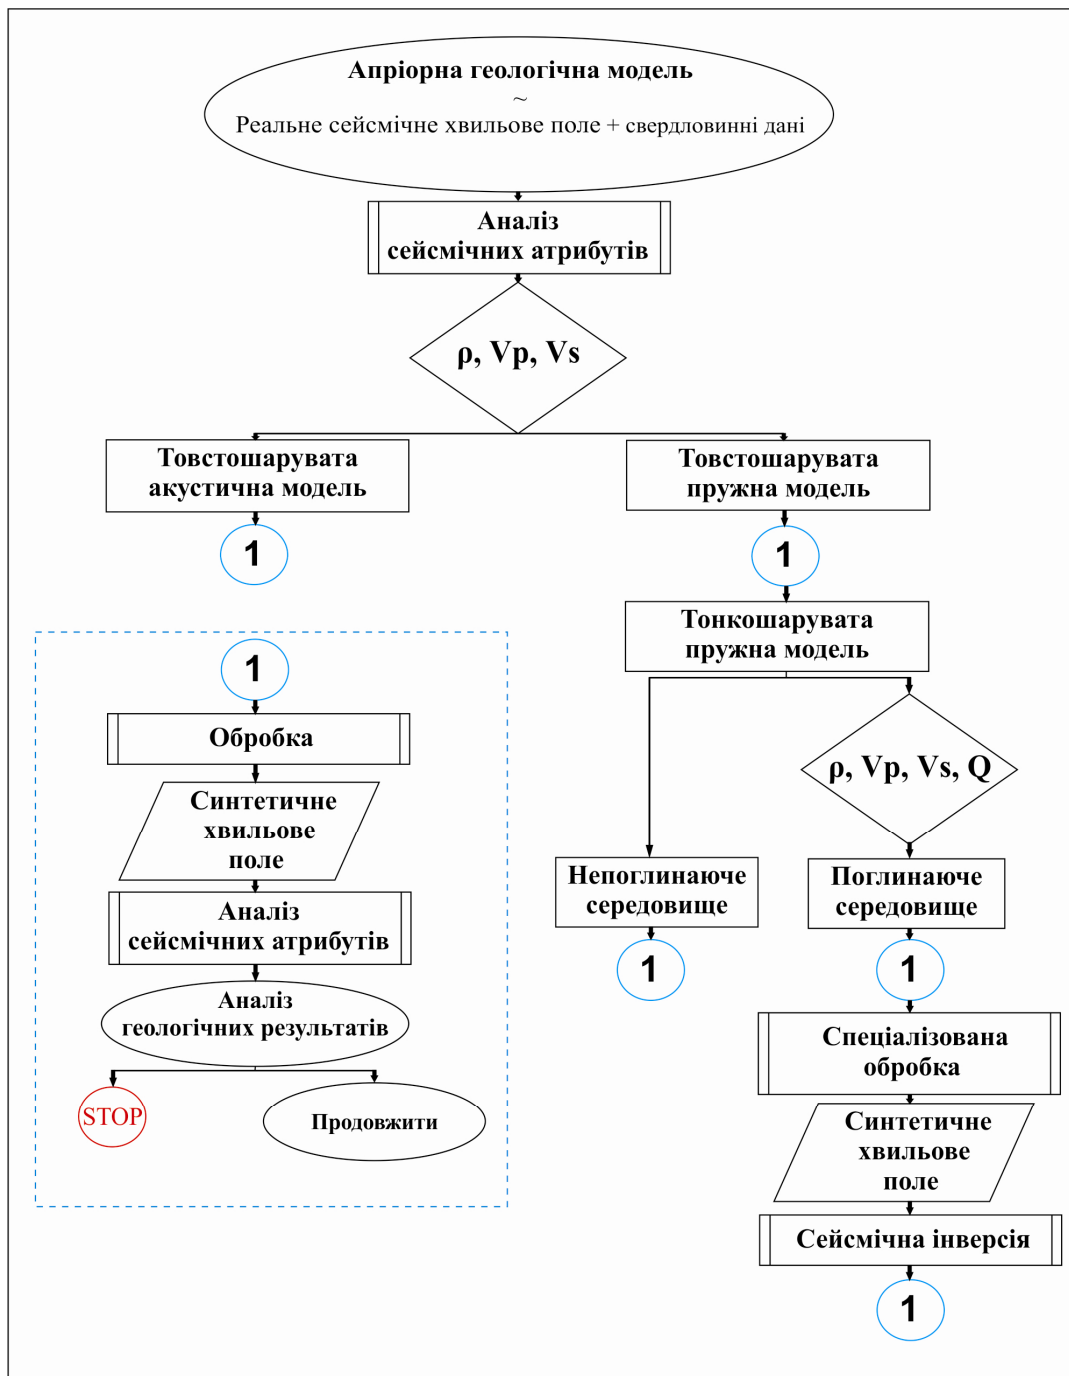 Апріорна геологічна модель
~
Реальне сейсмічне хвильове поле + свердловинні дані
Аналіз
сейсмічних атрибутів
ρ, Vp, Vs
Товстошарувата
акустична модель
1
Товстошарувата
пружна модель
1
Тонкошарувата
пружна модель
ρ, Vp, Vs, Q
Непоглинаюче
середовище
1
Поглинаюче
середовище
1
Спеціалізована
обробка
Синтетичне
хвильове
поле
Сейсмічна інверсія
1
1
Обробка
Синтетичне
хвильове
поле
Аналіз
сейсмічних атрибутів
Аналіз
геологічних результатів
STOP
Продовжити